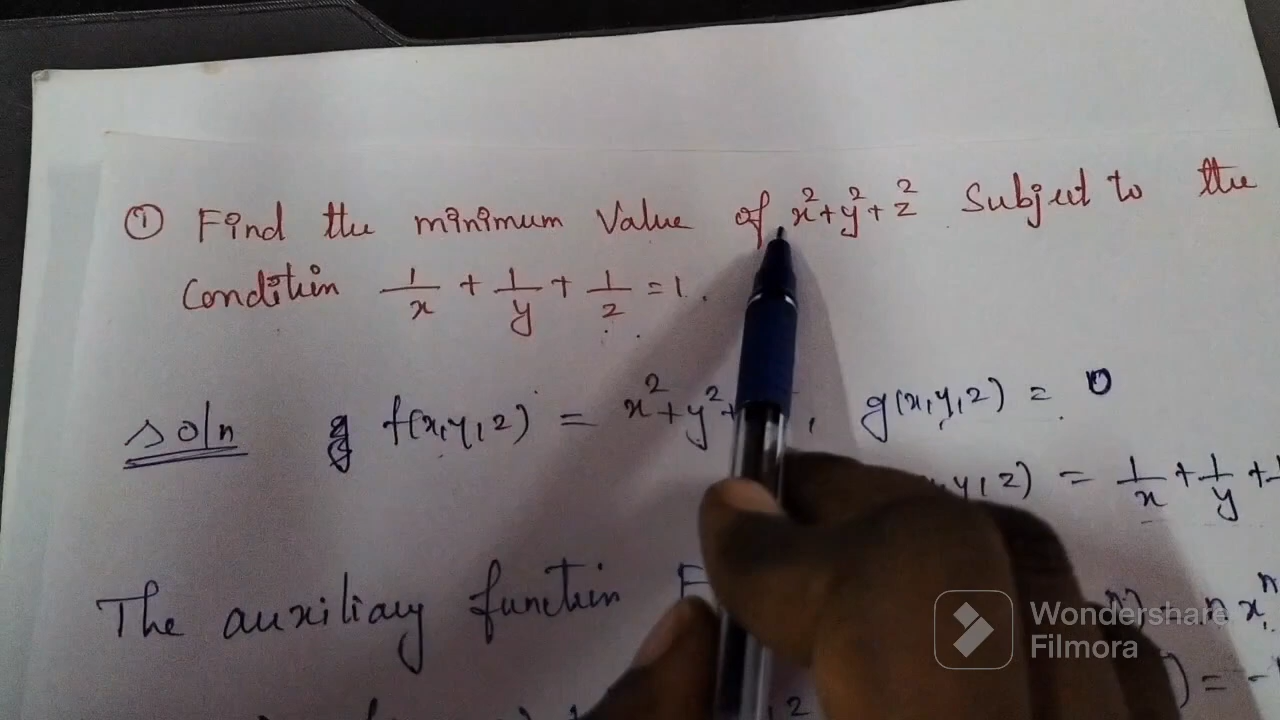 ① Find the minimum Value of x²+y²+z² Subject to the
Condition 1/x + 1/y + 1/z = 1.
Soln f(x,y,z) = x²+y²+ , g(x,y,z) = 0
y,z) = 1/x + 1/y +
The auxiliary function F
n x^n
) = -
Wondershare
Filmora